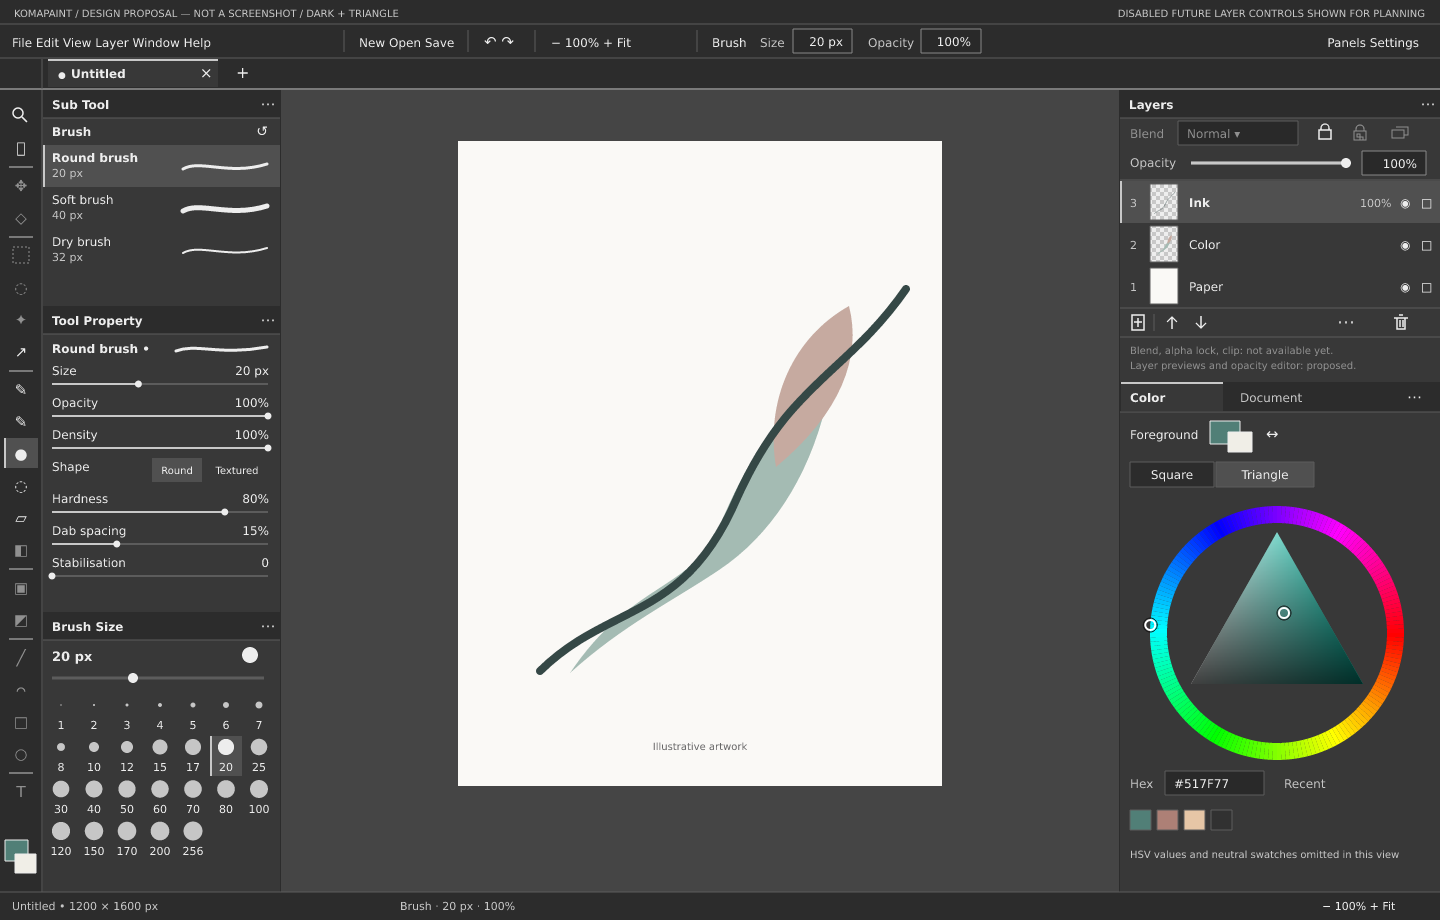 KOMAPAINT / DESIGN PROPOSAL — NOT A SCREENSHOT / DARK + TRIANGLE
DISABLED FUTURE LAYER CONTROLS SHOWN FOR PLANNING
File Edit View Layer Window Help
New Open Save
− 100% + Fit
Brush Size 20 px Opacity 100%
Panels Settings
Untitled
Sub Tool
Brush
Round brush
20 px
Soft brush
40 px
Dry brush
32 px
Tool Property
Round brush •
Size 20 px
Opacity 100%
Density 100%
Shape Round Textured
Hardness 80%
Dab spacing 15%
Stabilisation 0
Brush Size
20 px
1 2 3 4 5 6 7
8 10 12 15 17 20 25
30 40 50 60 70 80 100
120 150 170 200 256
T
Illustrative artwork
Layers
Blend Normal ▾
Opacity 100%
3 Ink 100%
2 Color
1 Paper
Blend, alpha lock, clip: not available yet.
Layer previews and opacity editor: proposed.
Color Document
Foreground
Square Triangle
Hex #517F77 Recent
HSV values and neutral swatches omitted in this view
Untitled • 1200 × 1600 px
Brush · 20 px · 100%
− 100% + Fit